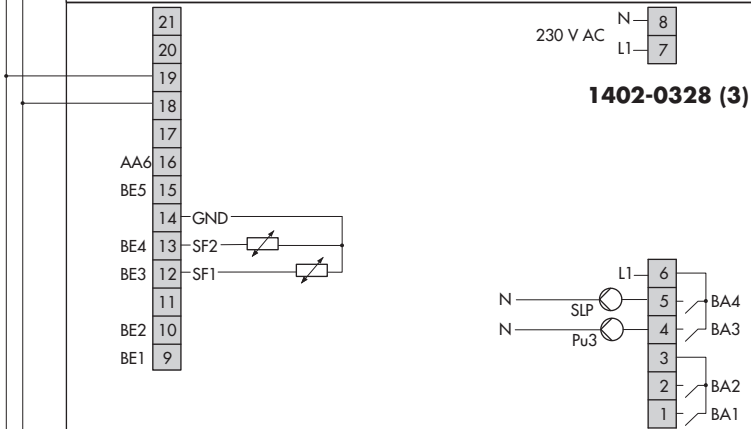 21
20
19
18
17
AA6 16
BE5 15
14 GND
BE4 13 SF2
BE3 12 SF1
11
BE2 10
BE1 9
N 8
230 V AC
L1 7
1402-0328 (3)
L1 6
N SLP 5 BA4
N Pu3 4 BA3
3
2 BA2
1 BA1